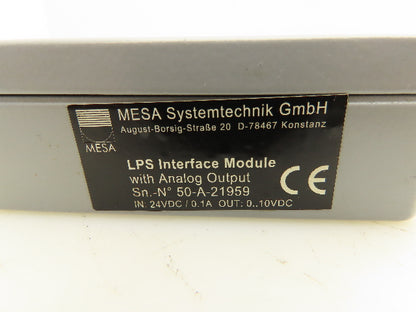 MESA Systemtechnik GmbH
August-Borsig-Straße 20 D-78467 Konstanz
MESA
LPS Interface Module
with Analog Output
Sn.-N° 50-A-21959
IN: 24VDC / 0.1A OUT: 0..10VDC
CE